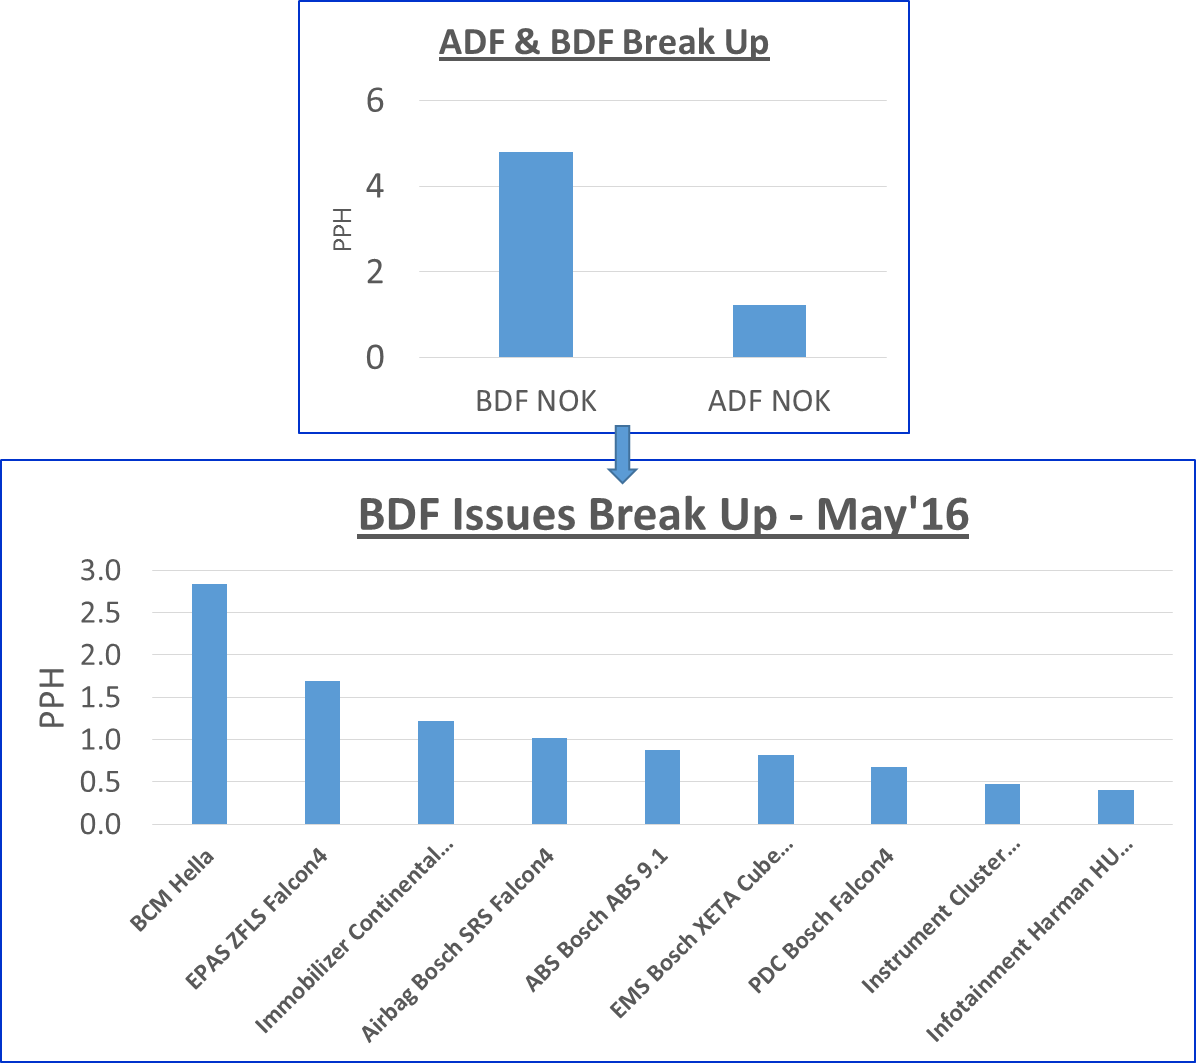 ADF & BDF Break Up
6
4
2
0
PPH
BDF NOK
ADF NOK
BDF Issues Break Up - May'16
3.0
2.5
2.0
1.5
1.0
0.5
0.0
PPH
BCM Hella
EPAS ZFLS Falcon4
Immobilizer Continental...
Airbag Bosch SRS Falcon4
ABS Bosch ABS 9.1
EMS Bosch XETA Cube...
PDC Bosch Falcon4
Instrument Cluster...
Infotainment Harman HU...